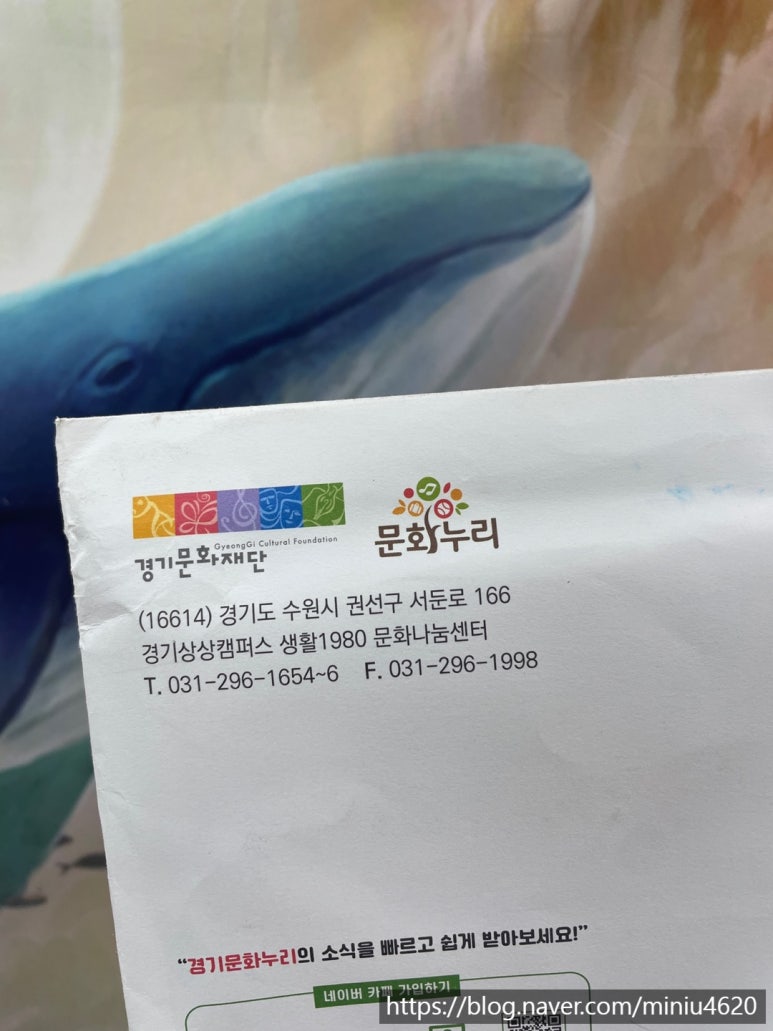 GyeongGi Cultural Foundation
경기문화재단
문화누리
(16614) 경기도 수원시 권선구 서둔로 166
경기상상캠퍼스 생활1980 문화나눔센터
T. 031-296-1654~6 F. 031-296-1998
“경기문화누리의 소식을 빠르고 쉽게 받아보세요!”
네이버 카페 가입하기
https://blog.naver.com/miniu4620